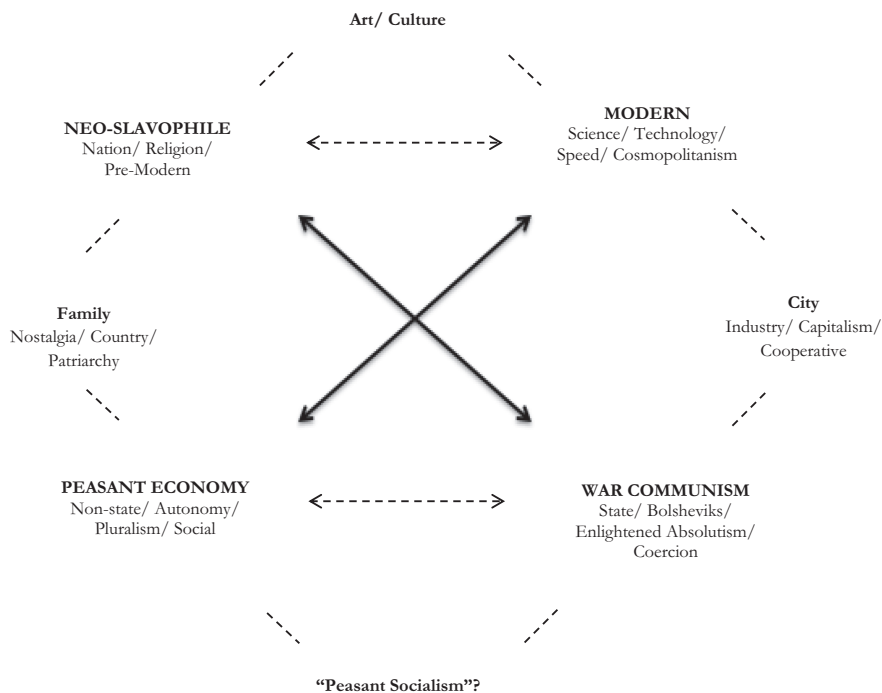 Art/ Culture
NEO-SLAVOPHILE
Nation/ Religion/
Pre-Modern
MODERN
Science/ Technology/
Speed/ Cosmopolitanism
Family
Nostalgia/ Country/
Patriarchy
City
Industry/ Capitalism/
Cooperative
PEASANT ECONOMY
Non-state/ Autonomy/
Pluralism/ Social
WAR COMMUNISM
State/ Bolsheviks/
Enlightened Absolutism/
Coercion
“Peasant Socialism”?